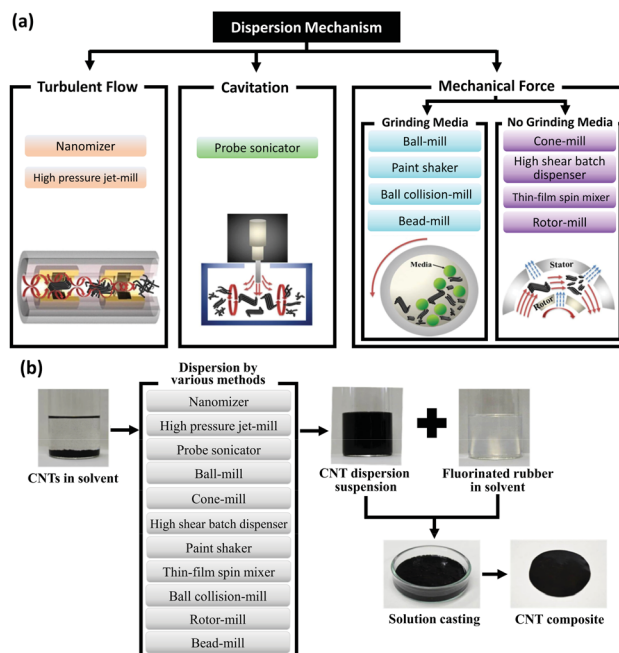 (a)
Dispersion Mechanism
Turbulent Flow
Nanomizer
High pressure jet-mill
Cavitation
Probe sonicator
Mechanical Force
Grinding Media
Ball-mill
Paint shaker
Ball collision-mill
Bead-mill
Media
No Grinding Media
Cone-mill
High shear batch
dispenser
Thin-film spin mixer
Rotor-mill
Stator
Rotor
(b)
CNTs in solvent
Dispersion by
various methods
Nanomizer
High pressure jet-mill
Probe sonicator
Ball-mill
Cone-mill
High shear batch dispenser
Paint shaker
Thin-film spin mixer
Ball collision-mill
Rotor-mill
Bead-mill
CNT dispersion
suspension
Fluorinated rubber
in solvent
Solution casting
CNT composite